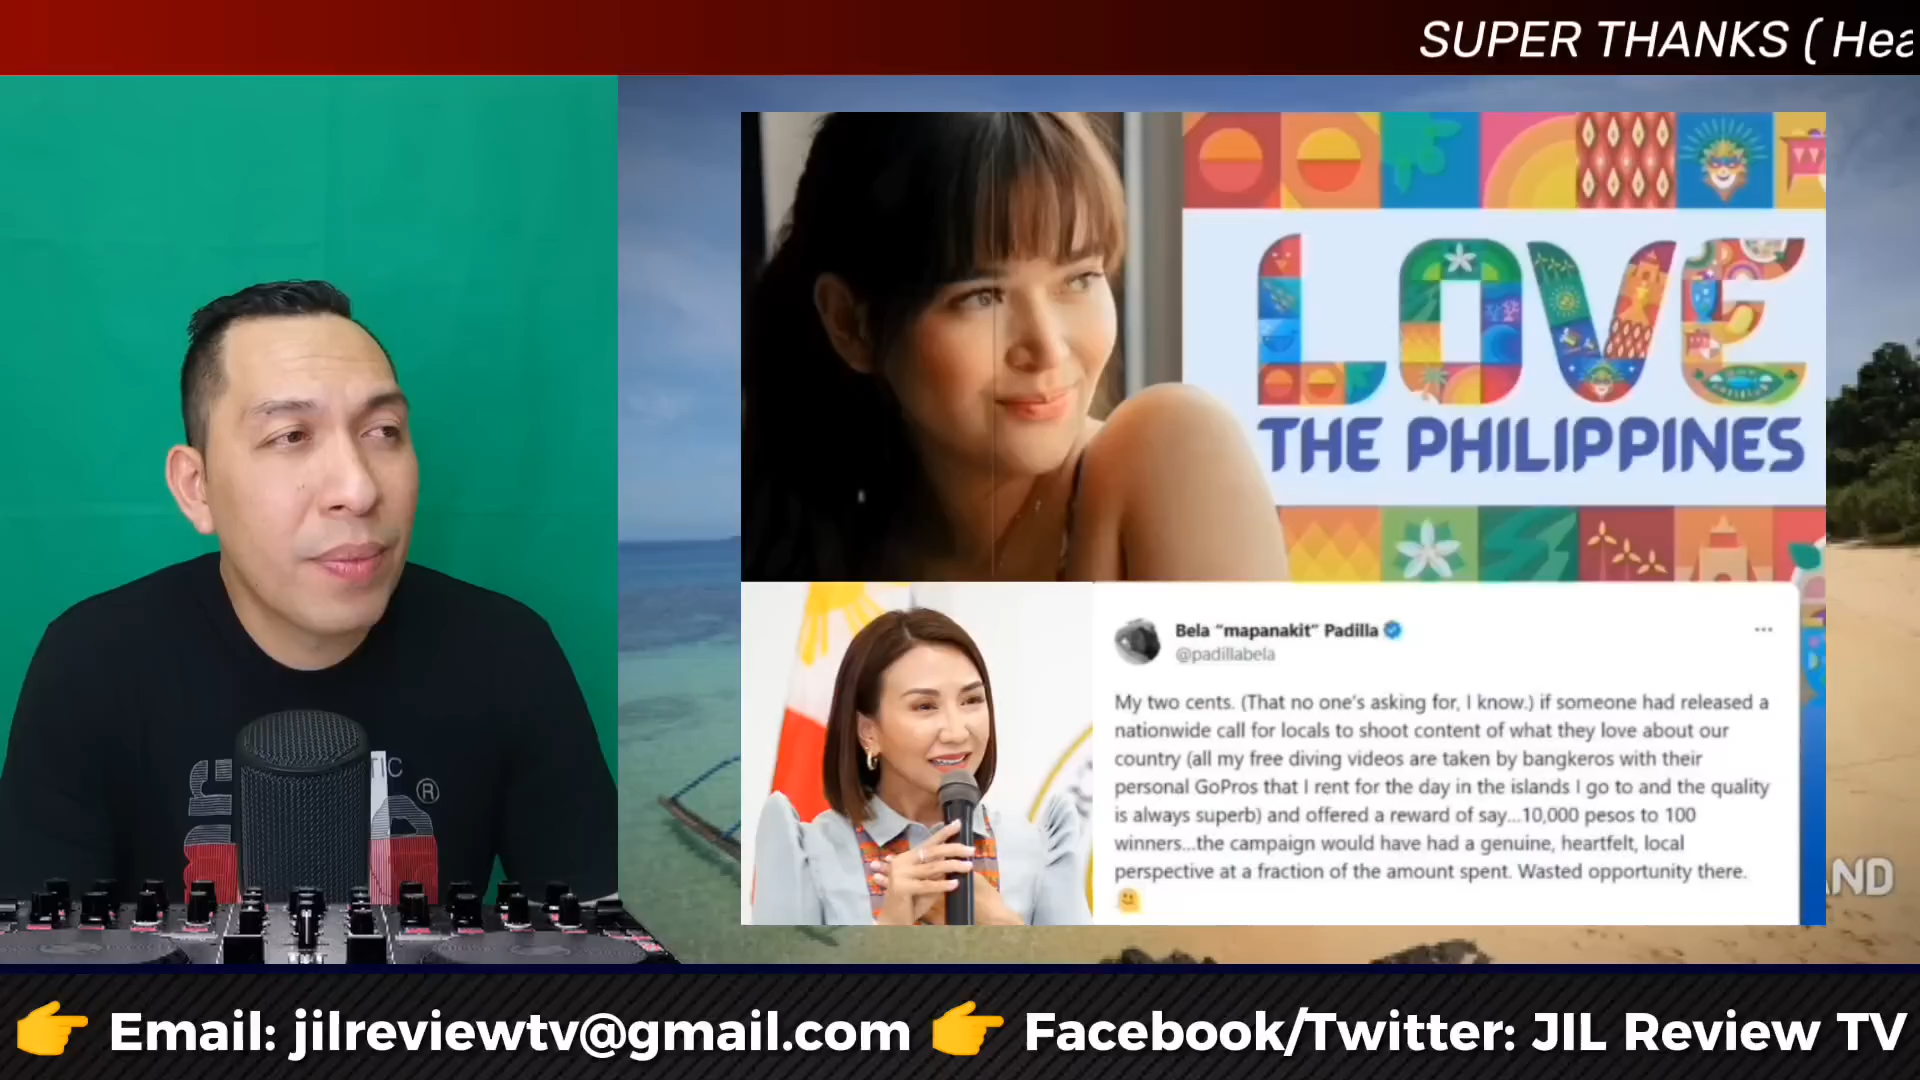 SUPER THANKS ( Hea
LOVE
THE PHILIPPINES
Bela “mapanakit” Padilla
@padillabela
My two cents. (That no one’s asking for, I know.) if someone had released a
nationwide call for locals to shoot content of what they love about our
country (all my free diving videos are taken by bangkeros with their
personal GoPros that I rent for the day in the islands I go to and the quality
is always superb) and offered a reward of say...10,000 pesos to 100
winners...the campaign would have had a genuine, heartfelt, local
perspective at a fraction of the amount spent. Wasted opportunity there.
®
👉 Email: jilreviewtv@gmail.com 👉 Facebook/Twitter: JIL Review TV